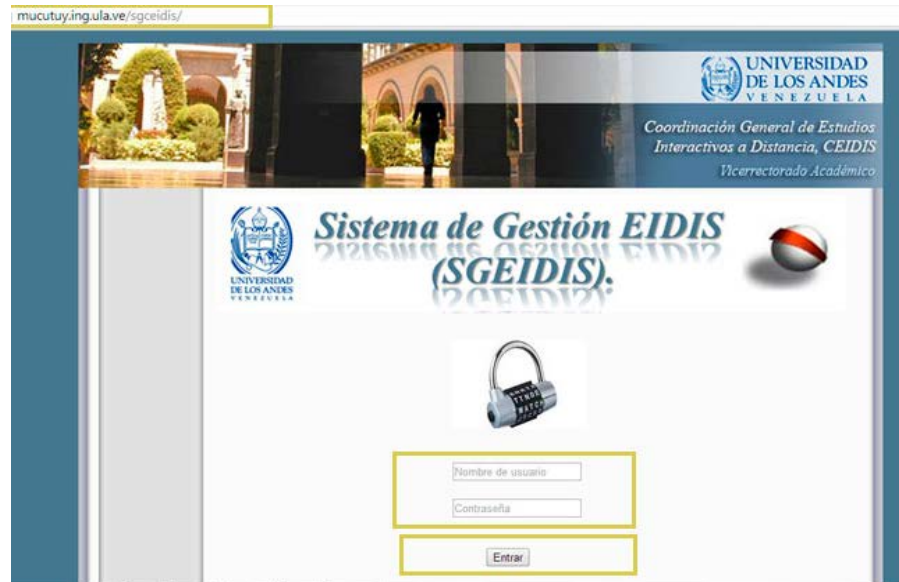 mucutuy.ing.ula.ve/sgceidis/
UNIVERSIDAD
DE LOS ANDES
VENEZUELA
Coordinación General de Estudios
Interactivos a Distancia, CEIDIS
Vicerrectorado Académico
Sistema de Gestión EIDIS
(SGEIDIS).
UNIVERSIDAD
DE LOS ANDES
VENEZUELA
WATCH
Nombre de usuario
Contraseña
Entrar